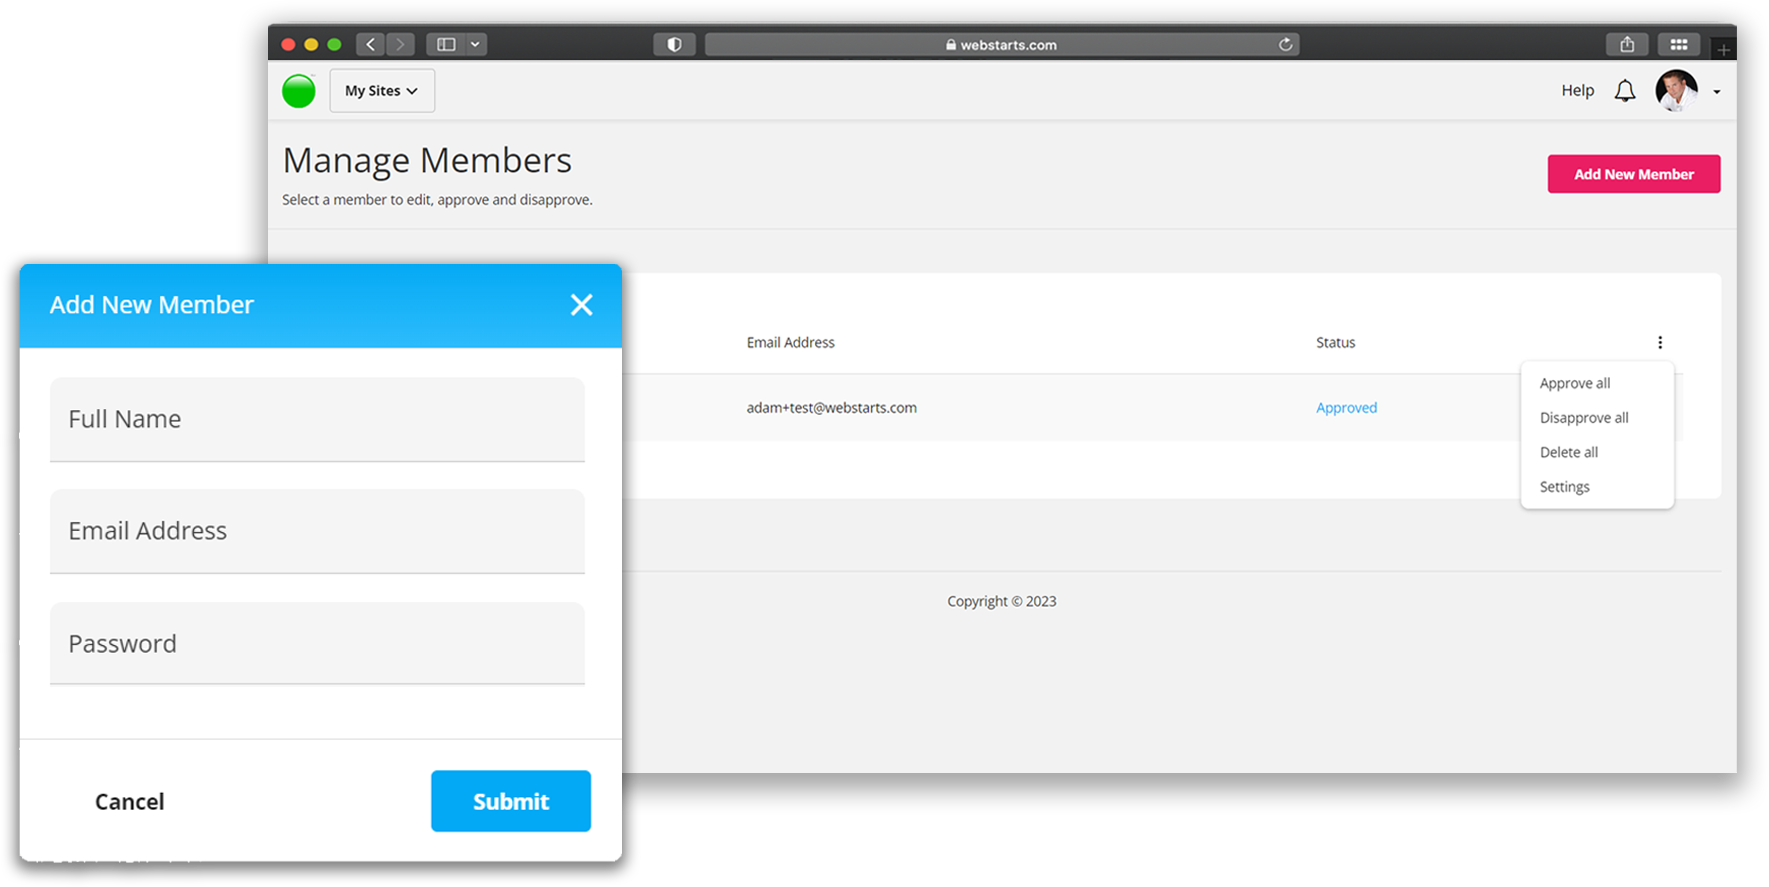 webstarts.com
My Sites
Help
Manage Members
Select a member to edit, approve and disapprove.
Add New Member
Email Address
Status
adam+test@webstarts.com
Approved
Approve all
Disapprove all
Delete all
Settings
Copyright © 2023
Add New Member
Full Name
Email Address
Password
Cancel
Submit